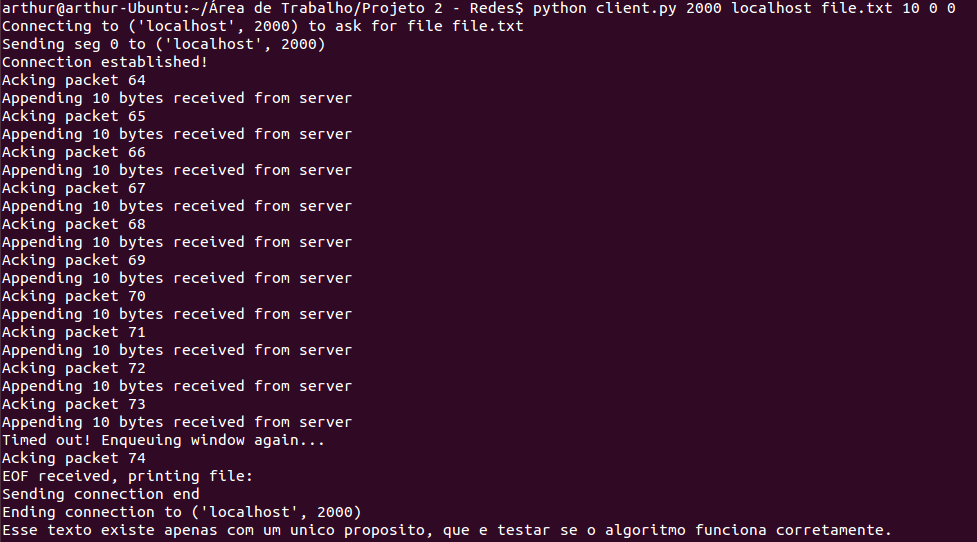 arthur@arthur-Ubuntu:~/Área de Trabalho/Projeto 2 - Redes$ python client.py 2000 localhost file.txt 10 0 0
Connecting to ('localhost', 2000) to ask for file file.txt
Sending seg 0 to ('localhost', 2000)
Connection established!
Acking packet 64
Appending 10 bytes received from server
Acking packet 65
Appending 10 bytes received from server
Acking packet 66
Appending 10 bytes received from server
Acking packet 67
Appending 10 bytes received from server
Acking packet 68
Appending 10 bytes received from server
Acking packet 69
Appending 10 bytes received from server
Acking packet 70
Appending 10 bytes received from server
Acking packet 71
Appending 10 bytes received from server
Acking packet 72
Appending 10 bytes received from server
Acking packet 73
Appending 10 bytes received from server
Timed out! Enqueuing window again...
Acking packet 74
EOF received, printing file:
Sending connection end
Ending connection to ('localhost', 2000)
Esse texto existe apenas com um unico proposito, que e testar se o algoritmo funciona corretamente.